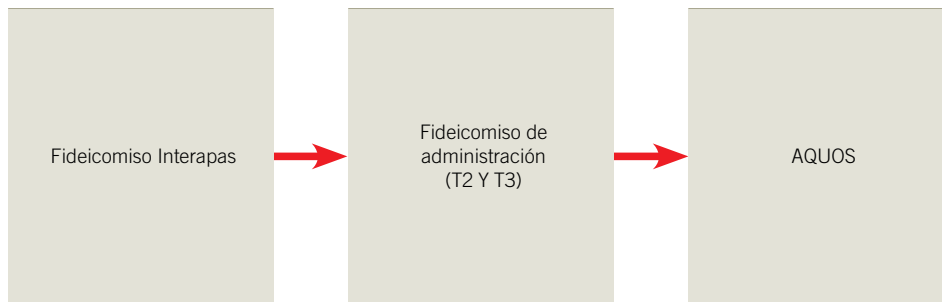 Fideicomiso Interapas
Fideicomiso de
administración
(T2 Y T3)
AQUOS